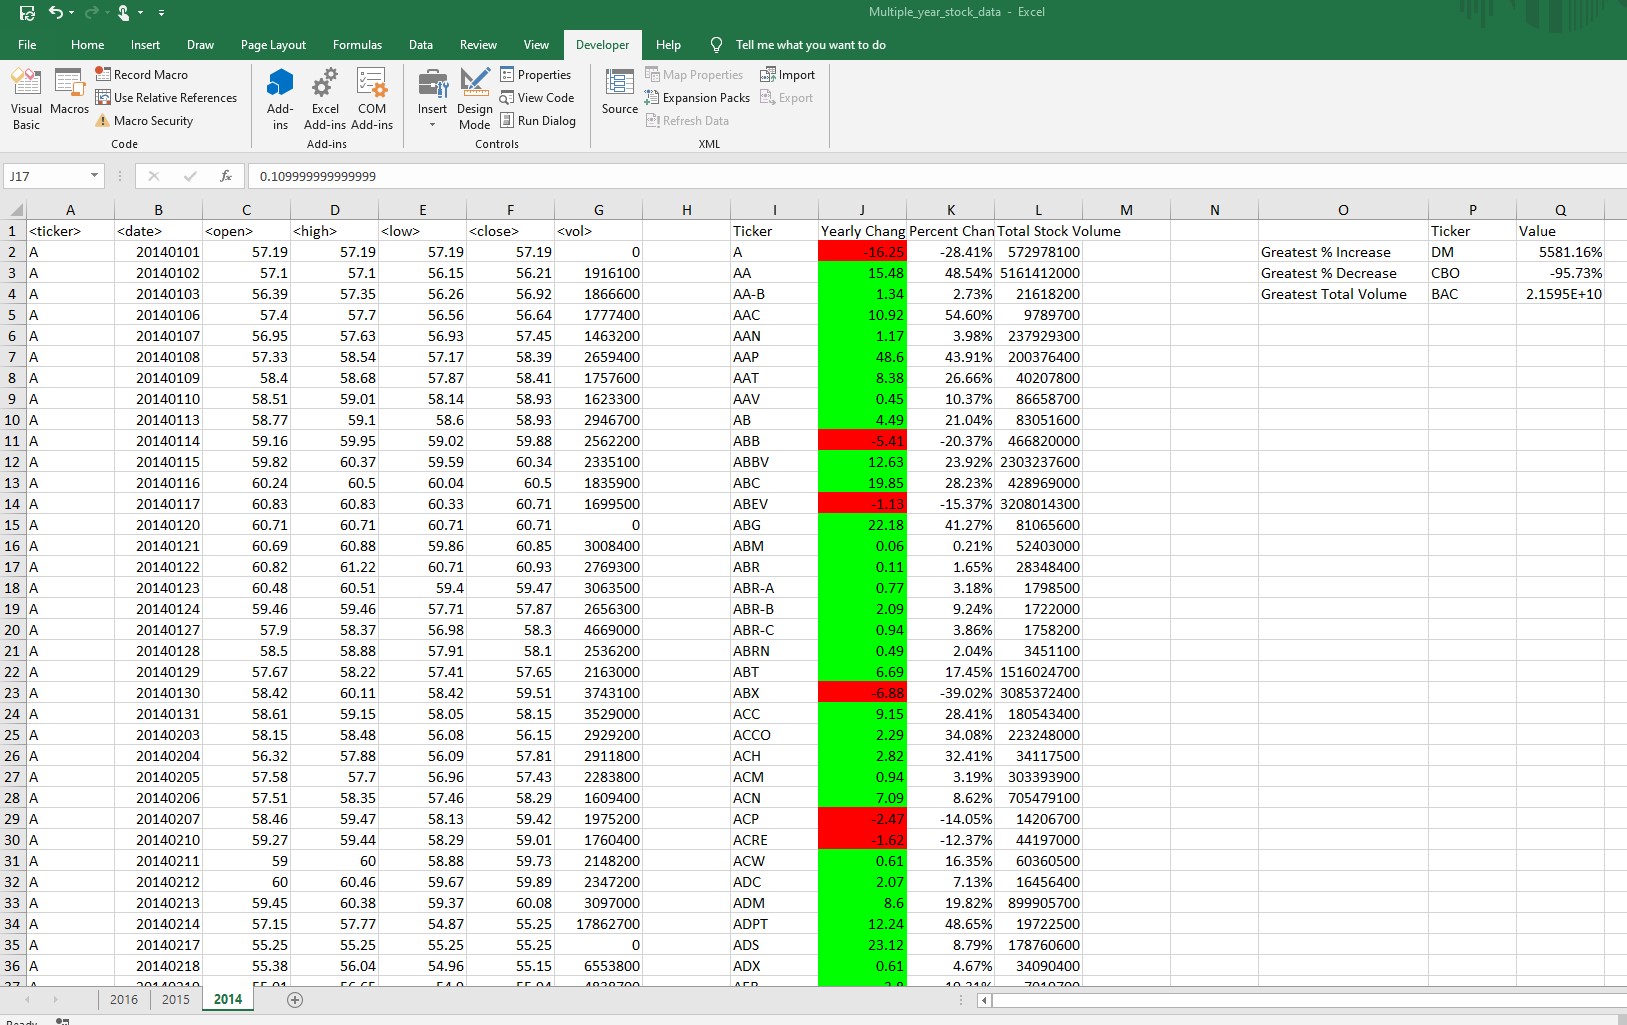 Multiple_year_stock_data - Excel
File Home Insert Draw Page Layout Formulas Data Review View Developer Help Tell me what you want to do
Visual Basic Macros Record Macro Use Relative References Macro Security Code
Add-ins Excel Add-ins COM Add-ins Add-ins
Insert Design Mode Properties View Code Run Dialog Controls
Source Map Properties Expansion Packs Refresh Data Import Export XML
J17 fx 0.109999999999999
A B C D E F G H I J K L M N O P Q
1 <ticker> <date> <open> <high> <low> <close> <vol> Ticker Yearly Chang Percent Chan Total Stock Volume Ticker Value
2 A 20140101 57.19 57.19 57.19 57.19 0 A -16.25 -28.41% 572978100 Greatest % Increase DM 5581.16%
3 A 20140102 57.1 57.1 56.15 56.21 1916100 AA 15.48 48.54% 5161412000 Greatest % Decrease CBO -95.73%
4 A 20140103 56.39 57.35 56.26 56.92 1866600 AA-B 1.34 2.73% 21618200 Greatest Total Volume BAC 2.1595E+10
5 A 20140106 57.4 57.7 56.56 56.64 1777400 AAC 10.92 54.60% 9789700
6 A 20140107 56.95 57.63 56.93 57.45 1463200 AAN 1.17 3.98% 237929300
7 A 20140108 57.33 58.54 57.17 58.39 2659400 AAP 48.6 43.91% 200376400
8 A 20140109 58.4 58.68 57.87 58.41 1757600 AAT 8.38 26.66% 40207800
9 A 20140110 58.51 59.01 58.14 58.93 1623300 AAV 0.45 10.37% 86658700
10 A 20140113 58.77 59.1 58.6 58.93 2946700 AB 4.49 21.04% 83051600
11 A 20140114 59.16 59.95 59.02 59.88 2562200 ABB -5.41 -20.37% 466820000
12 A 20140115 59.82 60.37 59.59 60.34 2335100 ABBV 12.63 23.92% 2303237600
13 A 20140116 60.24 60.5 60.04 60.5 1835900 ABC 19.85 28.23% 428969000
14 A 20140117 60.83 60.83 60.33 60.71 1699500 ABEV -1.13 -15.37% 3208014300
15 A 20140120 60.71 60.71 60.71 60.71 0 ABG 22.18 41.27% 81065600
16 A 20140121 60.69 60.88 59.86 60.85 3008400 ABM 0.06 0.21% 52403000
17 A 20140122 60.82 61.22 60.71 60.93 2769300 ABR 0.11 1.65% 28348400
18 A 20140123 60.48 60.51 59.4 59.47 3063500 ABR-A 0.77 3.18% 1798500
19 A 20140124 59.46 59.46 57.71 57.87 2656300 ABR-B 2.09 9.24% 1722000
20 A 20140127 57.9 58.37 56.98 58.3 4669000 ABR-C 0.94 3.86% 1758200
21 A 20140128 58.5 58.88 57.91 58.1 2536200 ABRN 0.49 2.04% 3451100
22 A 20140129 57.67 58.22 57.41 57.65 2163000 ABT 6.69 17.45% 1516024700
23 A 20140130 58.42 60.11 58.42 59.51 3743100 ABX -6.88 -39.02% 3085372400
24 A 20140131 58.61 59.15 58.05 58.15 3529000 ACC 9.15 28.41% 180543400
25 A 20140203 58.15 58.48 56.08 56.15 2929200 ACCO 2.29 34.08% 223248000
26 A 20140204 56.32 57.88 56.09 57.81 2911800 ACH 2.82 32.41% 34117500
27 A 20140205 57.58 57.7 56.96 57.43 2283800 ACM 0.94 3.19% 303393900
28 A 20140206 57.51 58.35 57.46 58.29 1609400 ACN 7.09 8.62% 705479100
29 A 20140207 58.46 59.47 58.13 59.42 1975200 ACP -2.47 -14.05% 14206700
30 A 20140210 59.27 59.44 58.29 59.01 1760400 ACRE -1.62 -12.37% 44197000
31 A 20140211 59 60 58.88 59.73 2148200 ACW 0.61 16.35% 60360500
32 A 20140212 60 60.46 59.67 59.89 2347200 ADC 2.07 7.13% 16456400
33 A 20140213 59.45 60.38 59.37 60.08 3097000 ADM 8.6 19.82% 899905700
34 A 20140214 57.15 57.77 54.87 55.25 17862700 ADPT 12.24 48.65% 19722500
35 A 20140217 55.25 55.25 55.25 55.25 0 ADS 23.12 8.79% 178760600
36 A 20140218 55.38 56.04 54.96 55.15 6553800 ADX 0.61 4.67% 34090400
2016 2015 2014